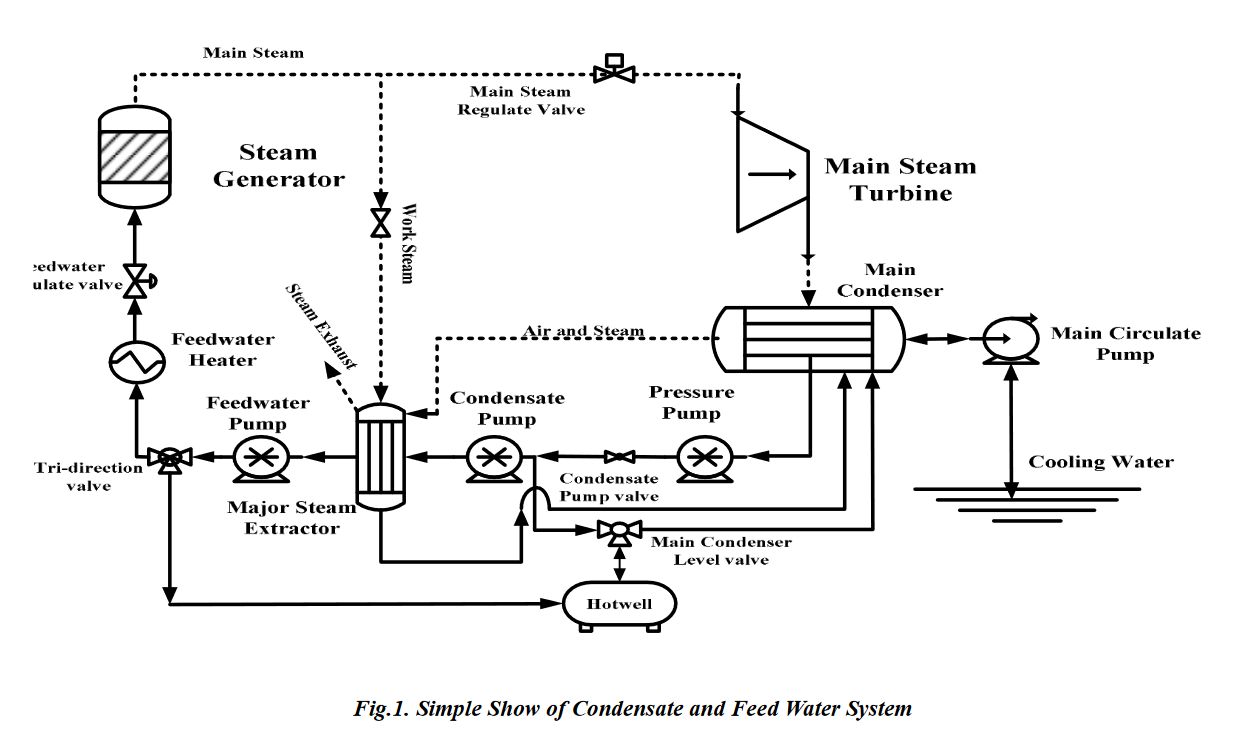 Main Steam
Main Steam
Regulate Valve
Steam
Generator
Main Steam
Turbine
Work Steam
eedwater
ulate valve
Main
Condenser
Steam Exhaust
Air and Steam
Main Circulate
Pump
Feedwater
Heater
Feedwater
Pump
Condensate
Pump
Pressure
Pump
Tri-direction
valve
Cooling Water
Condensate
Pump valve
Major Steam
Extractor
Main Condenser
Level valve
Hotwell
Fig.1. Simple Show of Condensate and Feed Water System